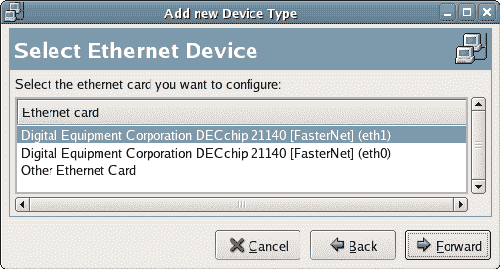 Add new Device Type
Select Ethernet Device
Select the ethernet card you want to configure:
Ethernet card
Digital Equipment Corporation DECchip 21140 [FasterNet] (eth1)
Digital Equipment Corporation DECchip 21140 [FasterNet] (eth0)
Other Ethernet Card
Cancel
Back
Forward